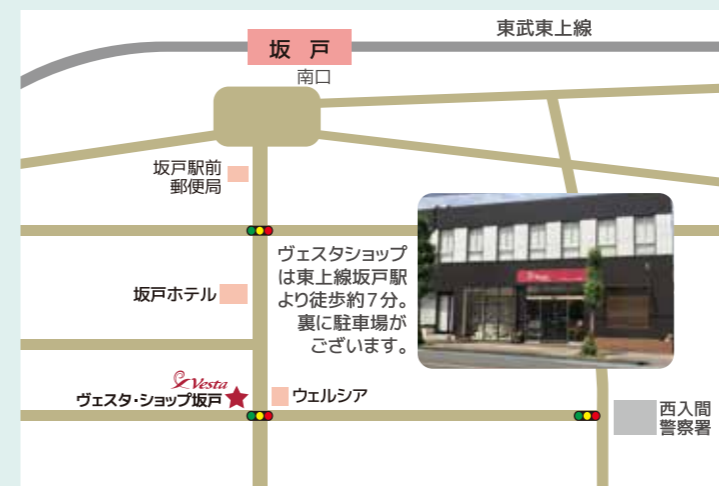 東武東上線
坂戸
南口
坂戸駅前
郵便局
ヴェスタショップ
は東上線坂戸駅
より徒歩約7分。
裏に駐車場が
ございます。
坂戸ホテル
Vesta
ヴェスタ・ショップ坂戸
ウェルシア
西入間
警察署